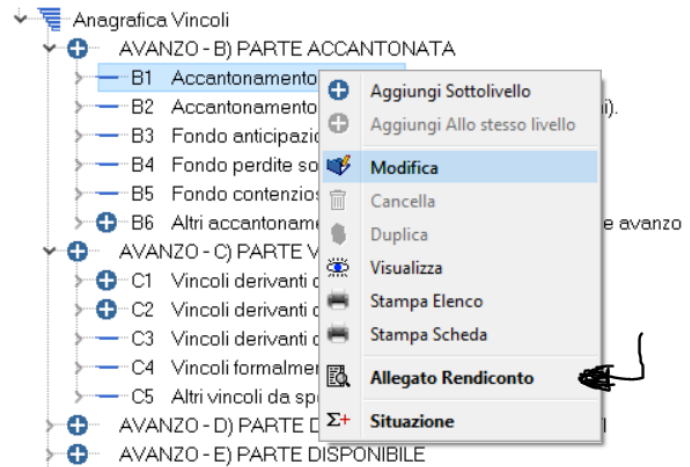 Anagrafica Vincoli
AVANZO - B) PARTE ACCANTONATA
B1 Accantonamento
B2 Accantonamento i).
B3 Fondo anticipazio
B4 Fondo perdite so
B5 Fondo contenzios
B6 Altri accantoname e avanzo
AVANZO - C) PARTE V
C1 Vincoli derivanti d
C2 Vincoli derivanti d
C3 Vincoli derivanti d
C4 Vincoli formalmen
C5 Altri vincoli da spe
AVANZO - D) PARTE D I
AVANZO - E) PARTE DISPONIBILE
Aggiungi Sottolivello
Aggiungi Allo stesso livello
Modifica
Cancella
Duplica
Visualizza
Stampa Elenco
Stampa Scheda
Allegato Rendiconto
Σ+ Situazione